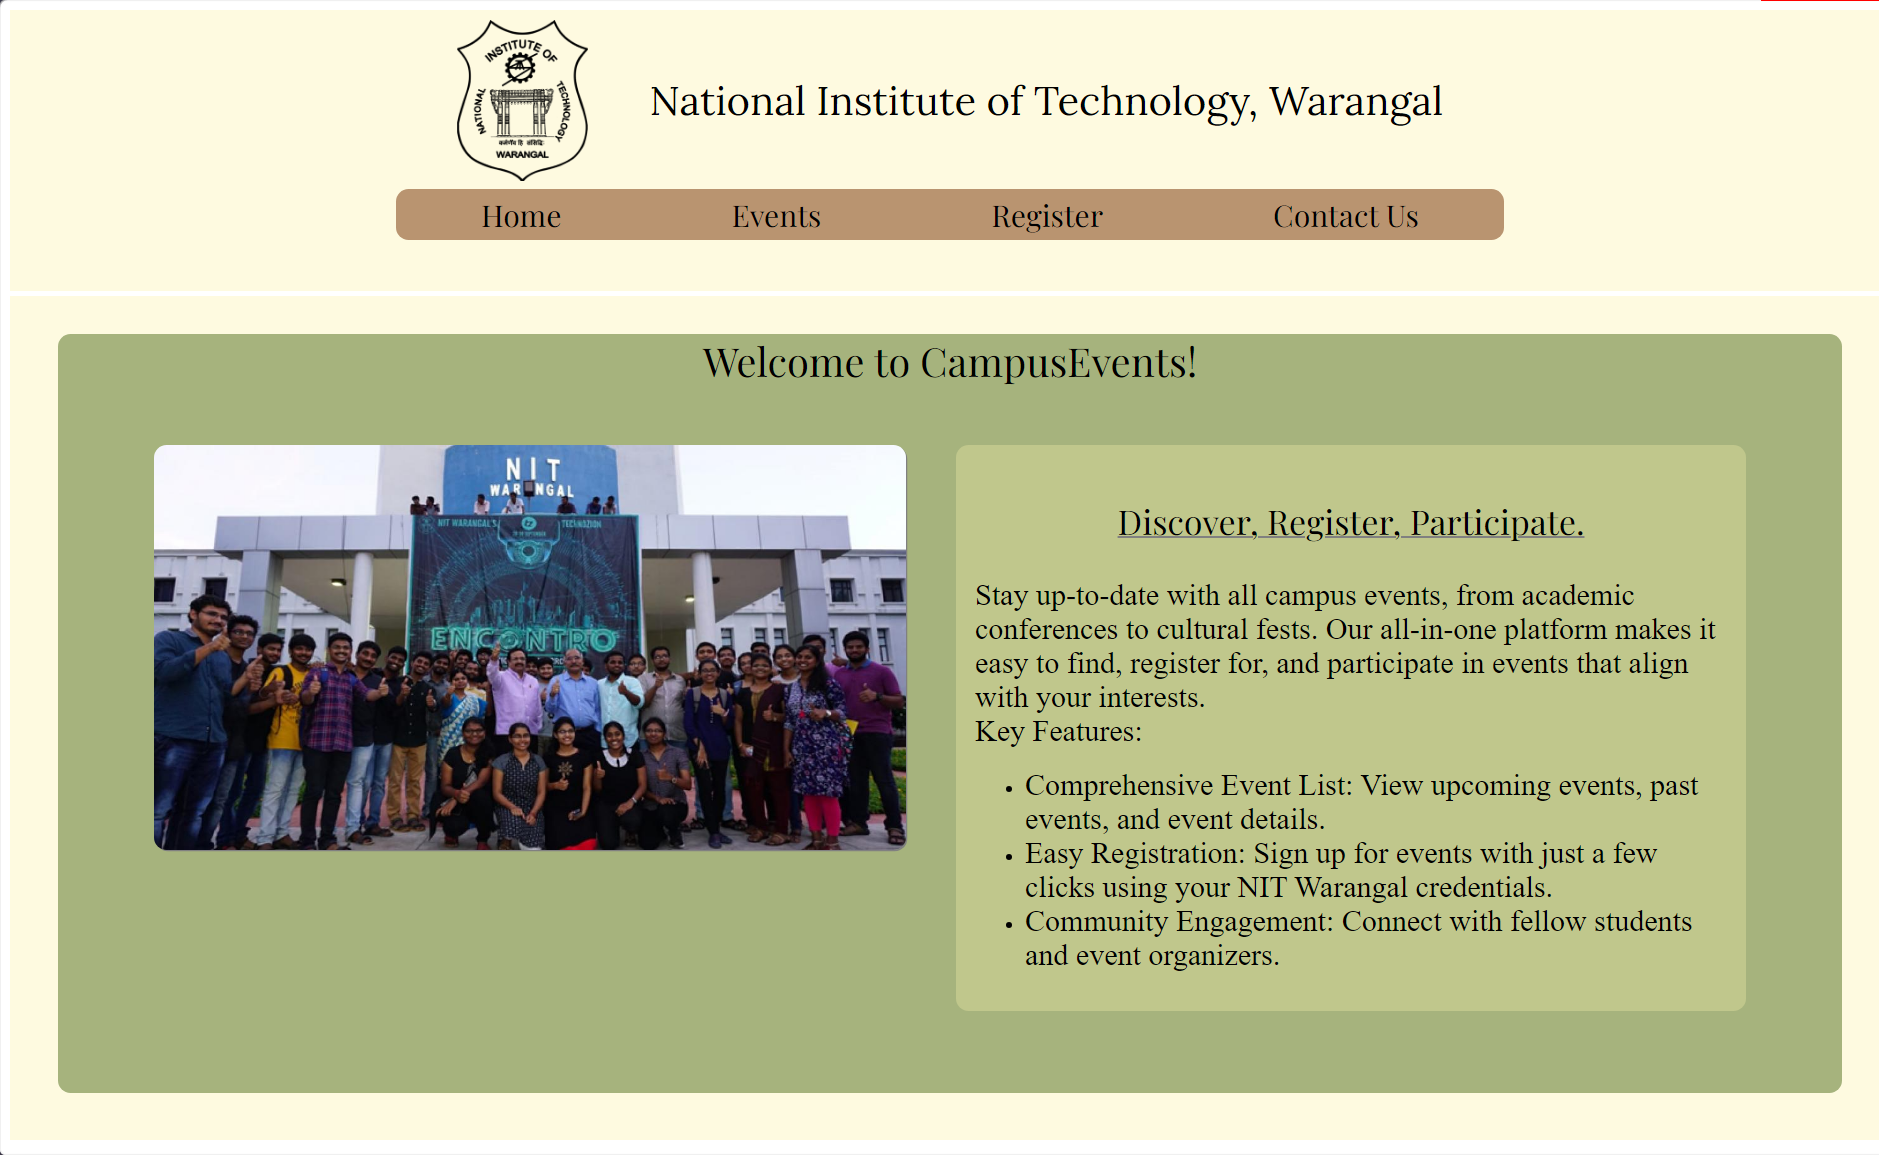 INSTITUTE OF
NATIONAL
TECHNOLOGY
WARANGAL
National Institute of Technology, Warangal
Home Events Register Contact Us
Welcome to CampusEvents!
NIT
WARANGAL
NIT WARANGAL'S TECHNOZION
ENCONTRO
Discover, Register, Participate.
Stay up-to-date with all campus events, from academic
conferences to cultural fests. Our all-in-one platform makes it
easy to find, register for, and participate in events that align
with your interests.
Key Features:
• Comprehensive Event List: View upcoming events, past
events, and event details.
• Easy Registration: Sign up for events with just a few
clicks using your NIT Warangal credentials.
• Community Engagement: Connect with fellow students
and event organizers.